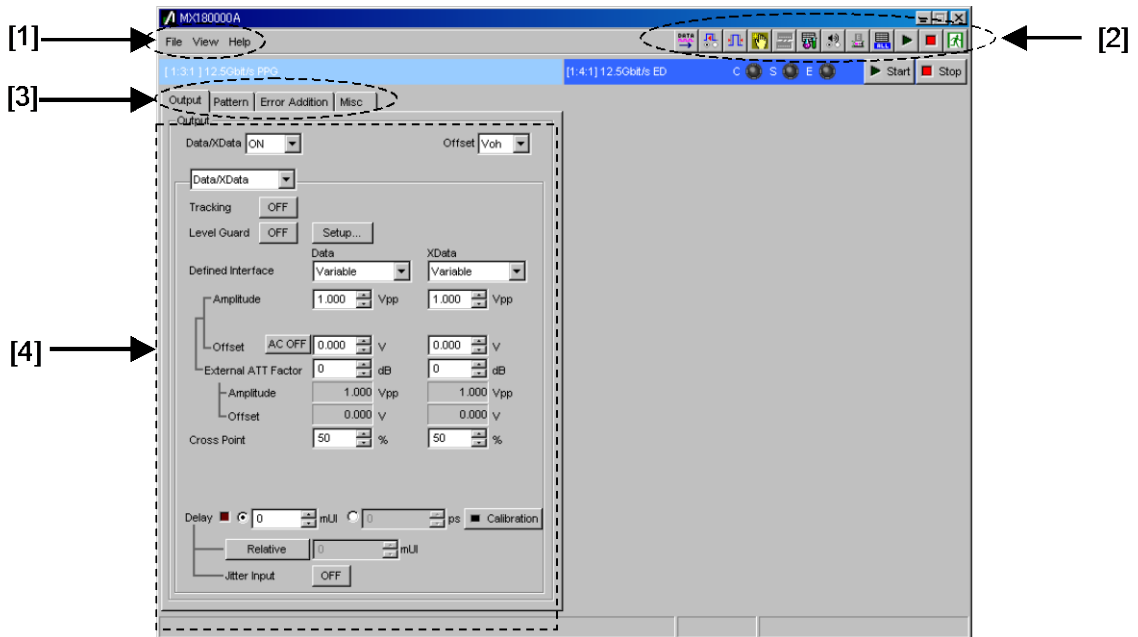 MX180000A
[1]
File View Help
DATA
ALL
[2]
[1:3:1] 12.5Gbit/s PPG
[1:4:1] 12.5Gbit/s ED
C S E
Start Stop
[3]
Output Pattern Error Addition Misc
Output
Data/XData ON Offset Voh
Data/XData
Tracking OFF
Level Guard OFF Setup...
Data XData
Defined Interface Variable Variable
Amplitude 1.000 Vpp 1.000 Vpp
[4]
Offset AC OFF 0.000 V 0.000 V
External ATT Factor 0 dB 0 dB
Amplitude 1.000 Vpp 1.000 Vpp
Offset 0.000 V 0.000 V
Cross Point 50 % 50 %
Delay 0 mUI 0 ps Calibration
Relative 0 mUI
Jitter Input OFF